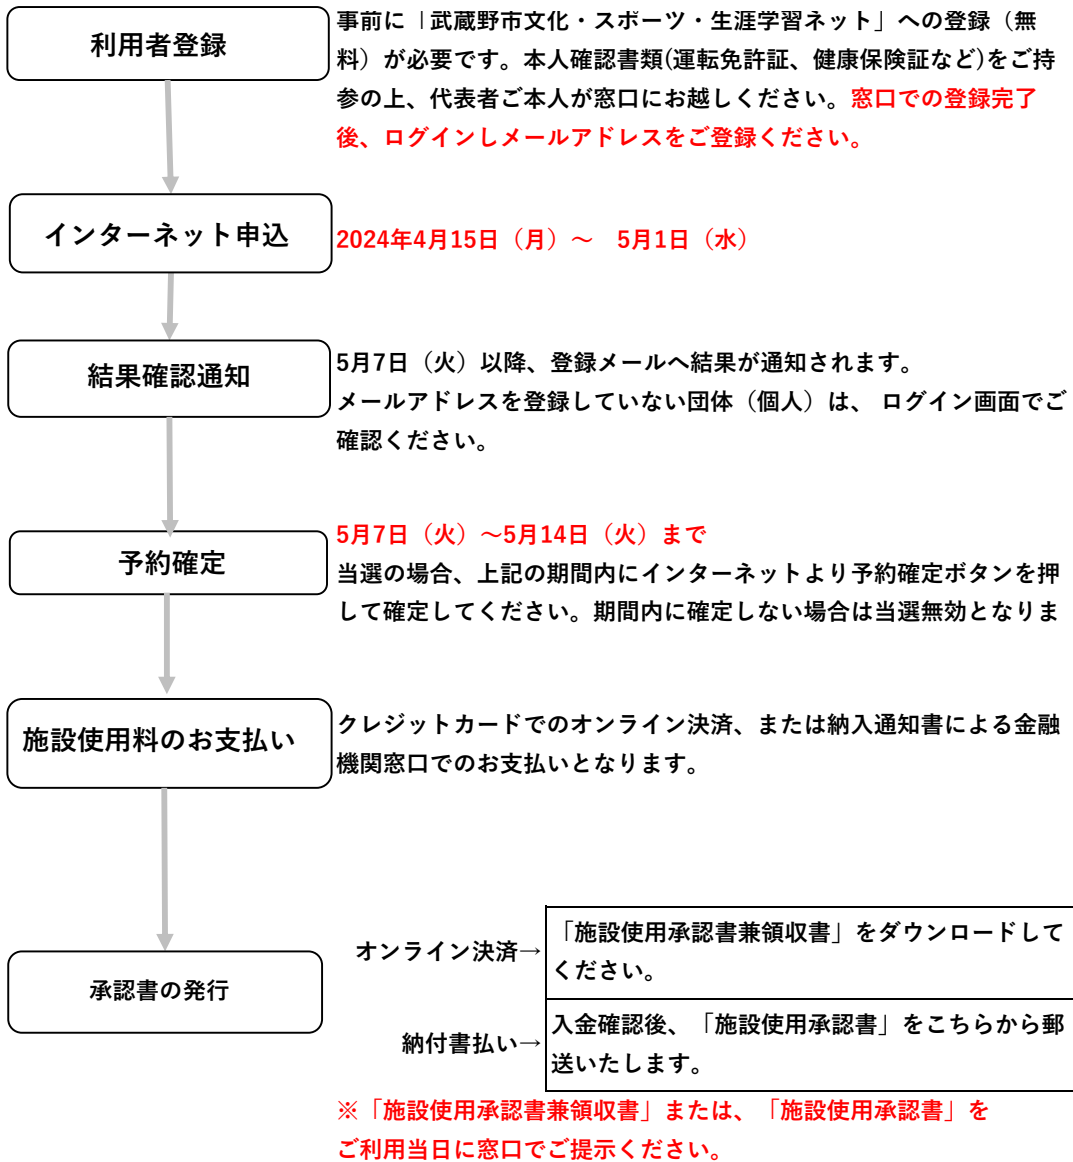 利用者登録
事前に「武蔵野市文化・スポーツ・生涯学習ネット」への登録（無
料）が必要です。本人確認書類(運転免許証、健康保険証など)をご持
参の上、代表者ご本人が窓口にお越しください。窓口での登録完了
後、ログインしメールアドレスをご登録ください。
インターネット申込
2024年4月15日（月）～　5月1日（水）
結果確認通知
5月7日（火）以降、登録メールへ結果が通知されます。
メールアドレスを登録していない団体（個人）は、 ログイン画面でご
確認ください。
予約確定
5月7日（火）～5月14日（火）まで
当選の場合、上記の期間内にインターネットより予約確定ボタンを押
して確定してください。期間内に確定しない場合は当選無効となりま
施設使用料のお支払い
クレジットカードでのオンライン決済、または納入通知書による金融
機関窓口でのお支払いとなります。
承認書の発行
オンライン決済→
「施設使用承認書兼領収書」をダウンロードして
ください。
納付書払い→
入金確認後、「施設使用承認書」をこちらから郵
送いたします。
※「施設使用承認書兼領収書」または、「施設使用承認書」を
ご利用当日に窓口でご提示ください。